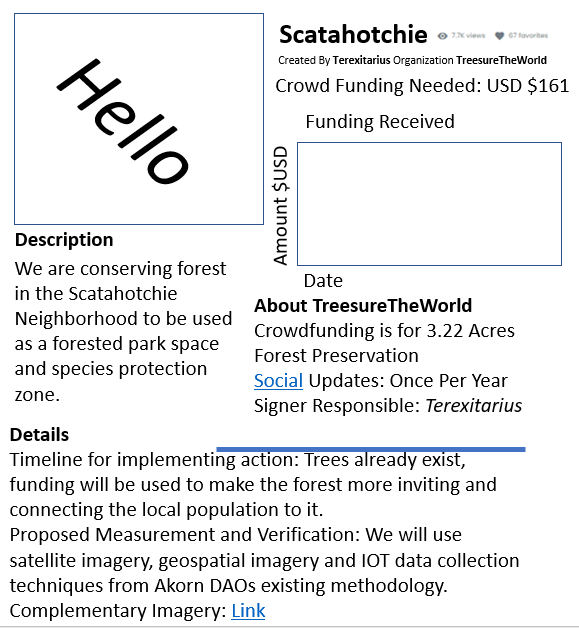 Hello
Scatahotchie 7.7K views 67 favorites
Created By Terexitarius Organization TreesureTheWorld
Crowd Funding Needed: USD $161
Funding Received
Amount $USD
Date
Description
We are conserving forest
in the Scatahotchie
Neighborhood to be used
as a forested park space
and species protection
zone.
About TreesureTheWorld
Crowdfunding is for 3.22 Acres
Forest Preservation
Social Updates: Once Per Year
Signer Responsible: Terexitarius
Details
Timeline for implementing action: Trees already exist,
funding will be used to make the forest more inviting and
connecting the local population to it.
Proposed Measurement and Verification: We will use
satellite imagery, geospatial imagery and IOT data collection
techniques from Akorn DAOs existing methodology.
Complementary Imagery: Link